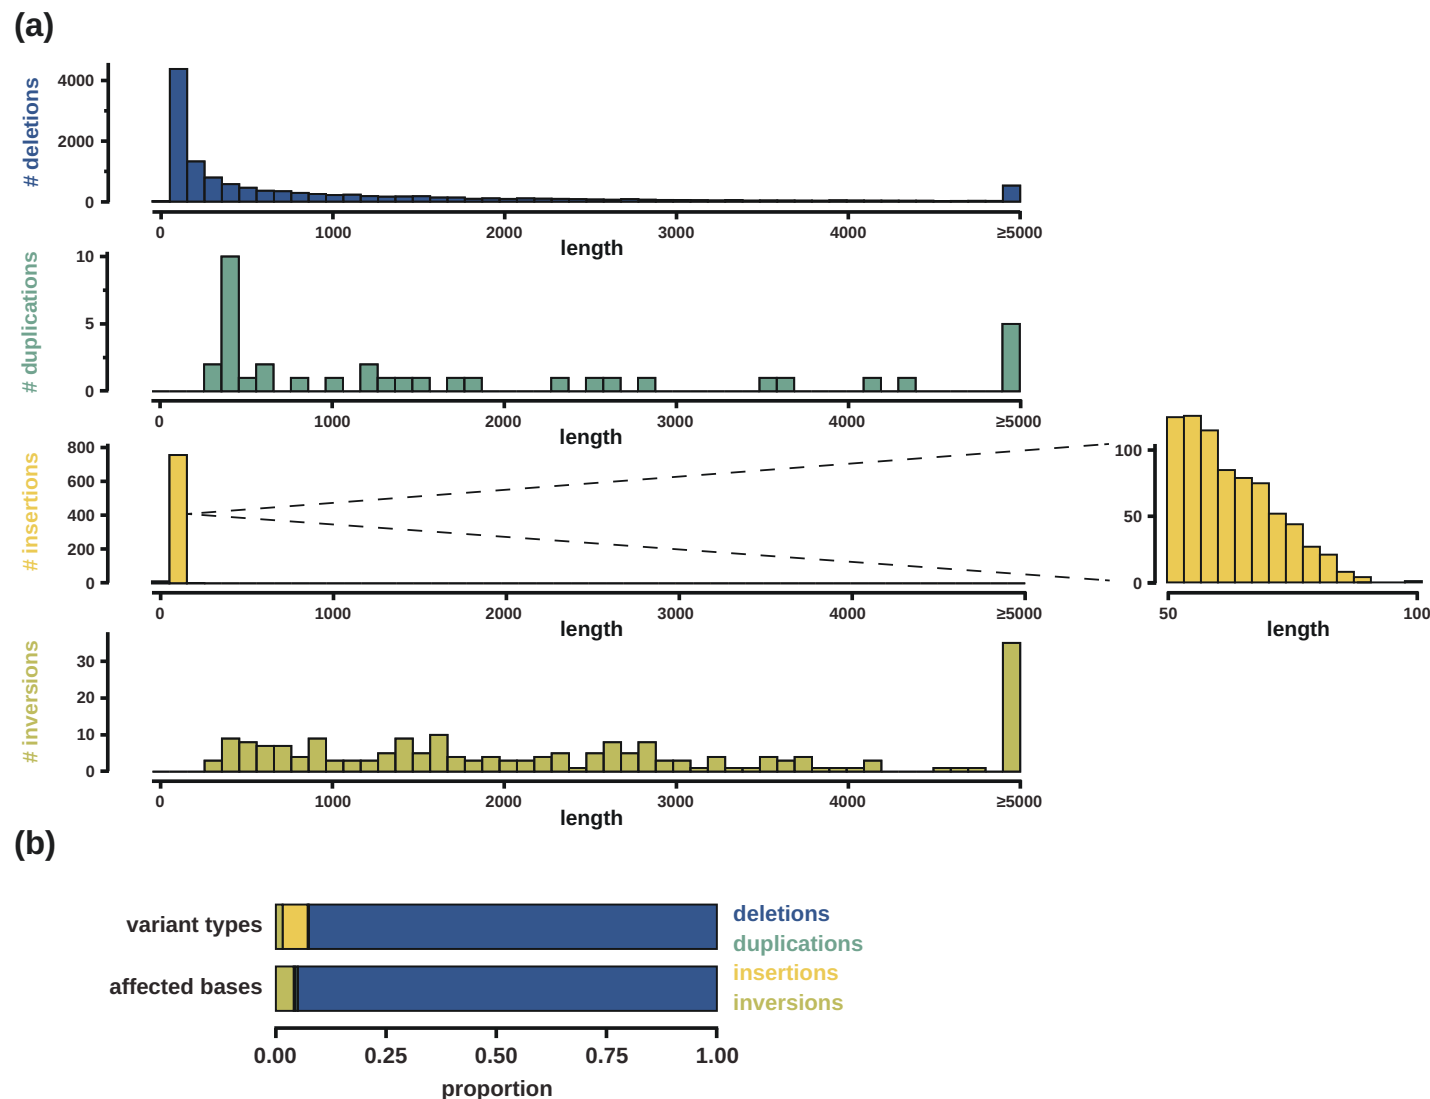 (a)
# deletions
4000
2000
0
0 1000 2000 3000 4000 ≥5000
length
# duplications
10
5
0
0 1000 2000 3000 4000 ≥5000
length
# insertions
800
600
400
200
0
0 1000 2000 3000 4000 ≥5000
length
100
50
0
50 100
length
# inversions
30
20
10
0
0 1000 2000 3000 4000 ≥5000
length
(b)
variant types
affected bases
deletions
duplications
insertions
inversions
0.00 0.25 0.50 0.75 1.00
proportion